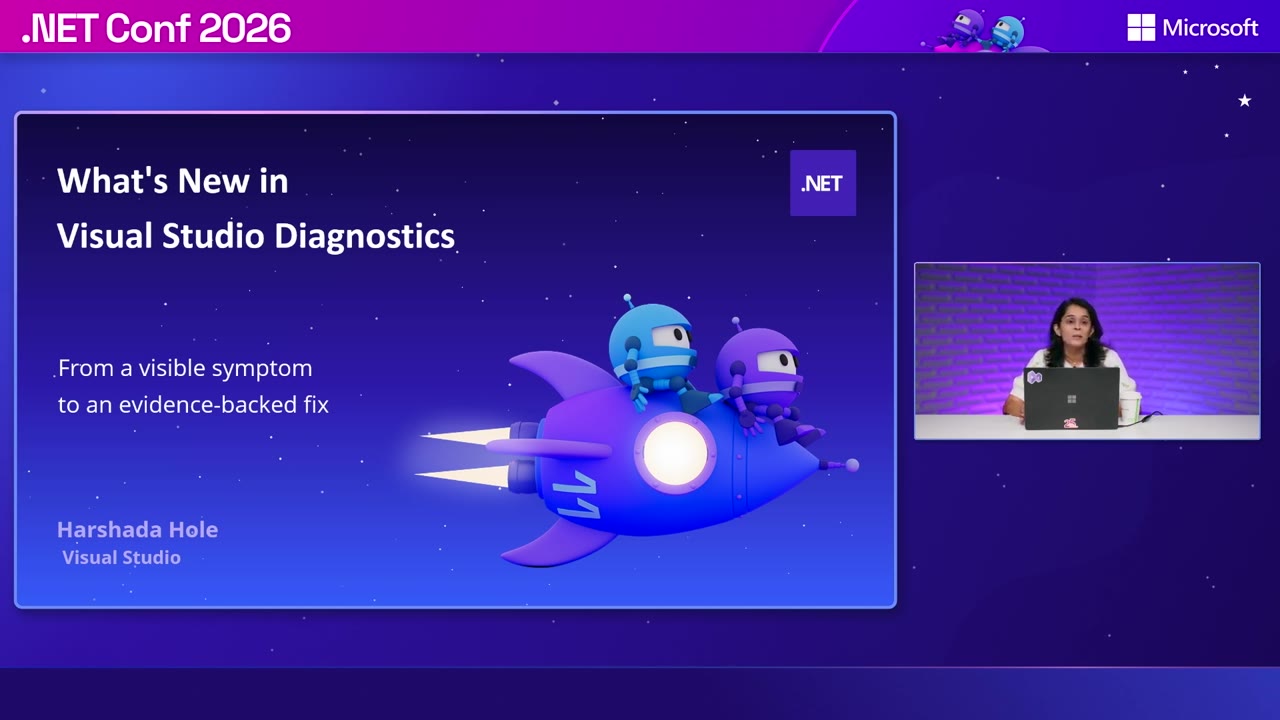 .NET Conf 2026
Microsoft
What's New in
Visual Studio Diagnostics
.NET
From a visible symptom
to an evidence-backed fix
Harshada Hole
Visual Studio